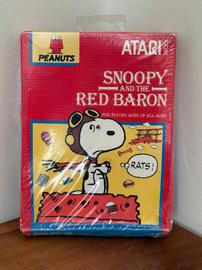 PEANUTS
ATARI
SNOOPY
AND THE
RED BARON
FOR FLYING ACES OF ALL AGES
RATS!